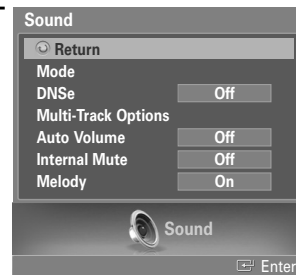 Sound
Return
Mode
DNSe Off
Multi-Track Options
Auto Volume Off
Internal Mute Off
Melody On
Sound
Enter